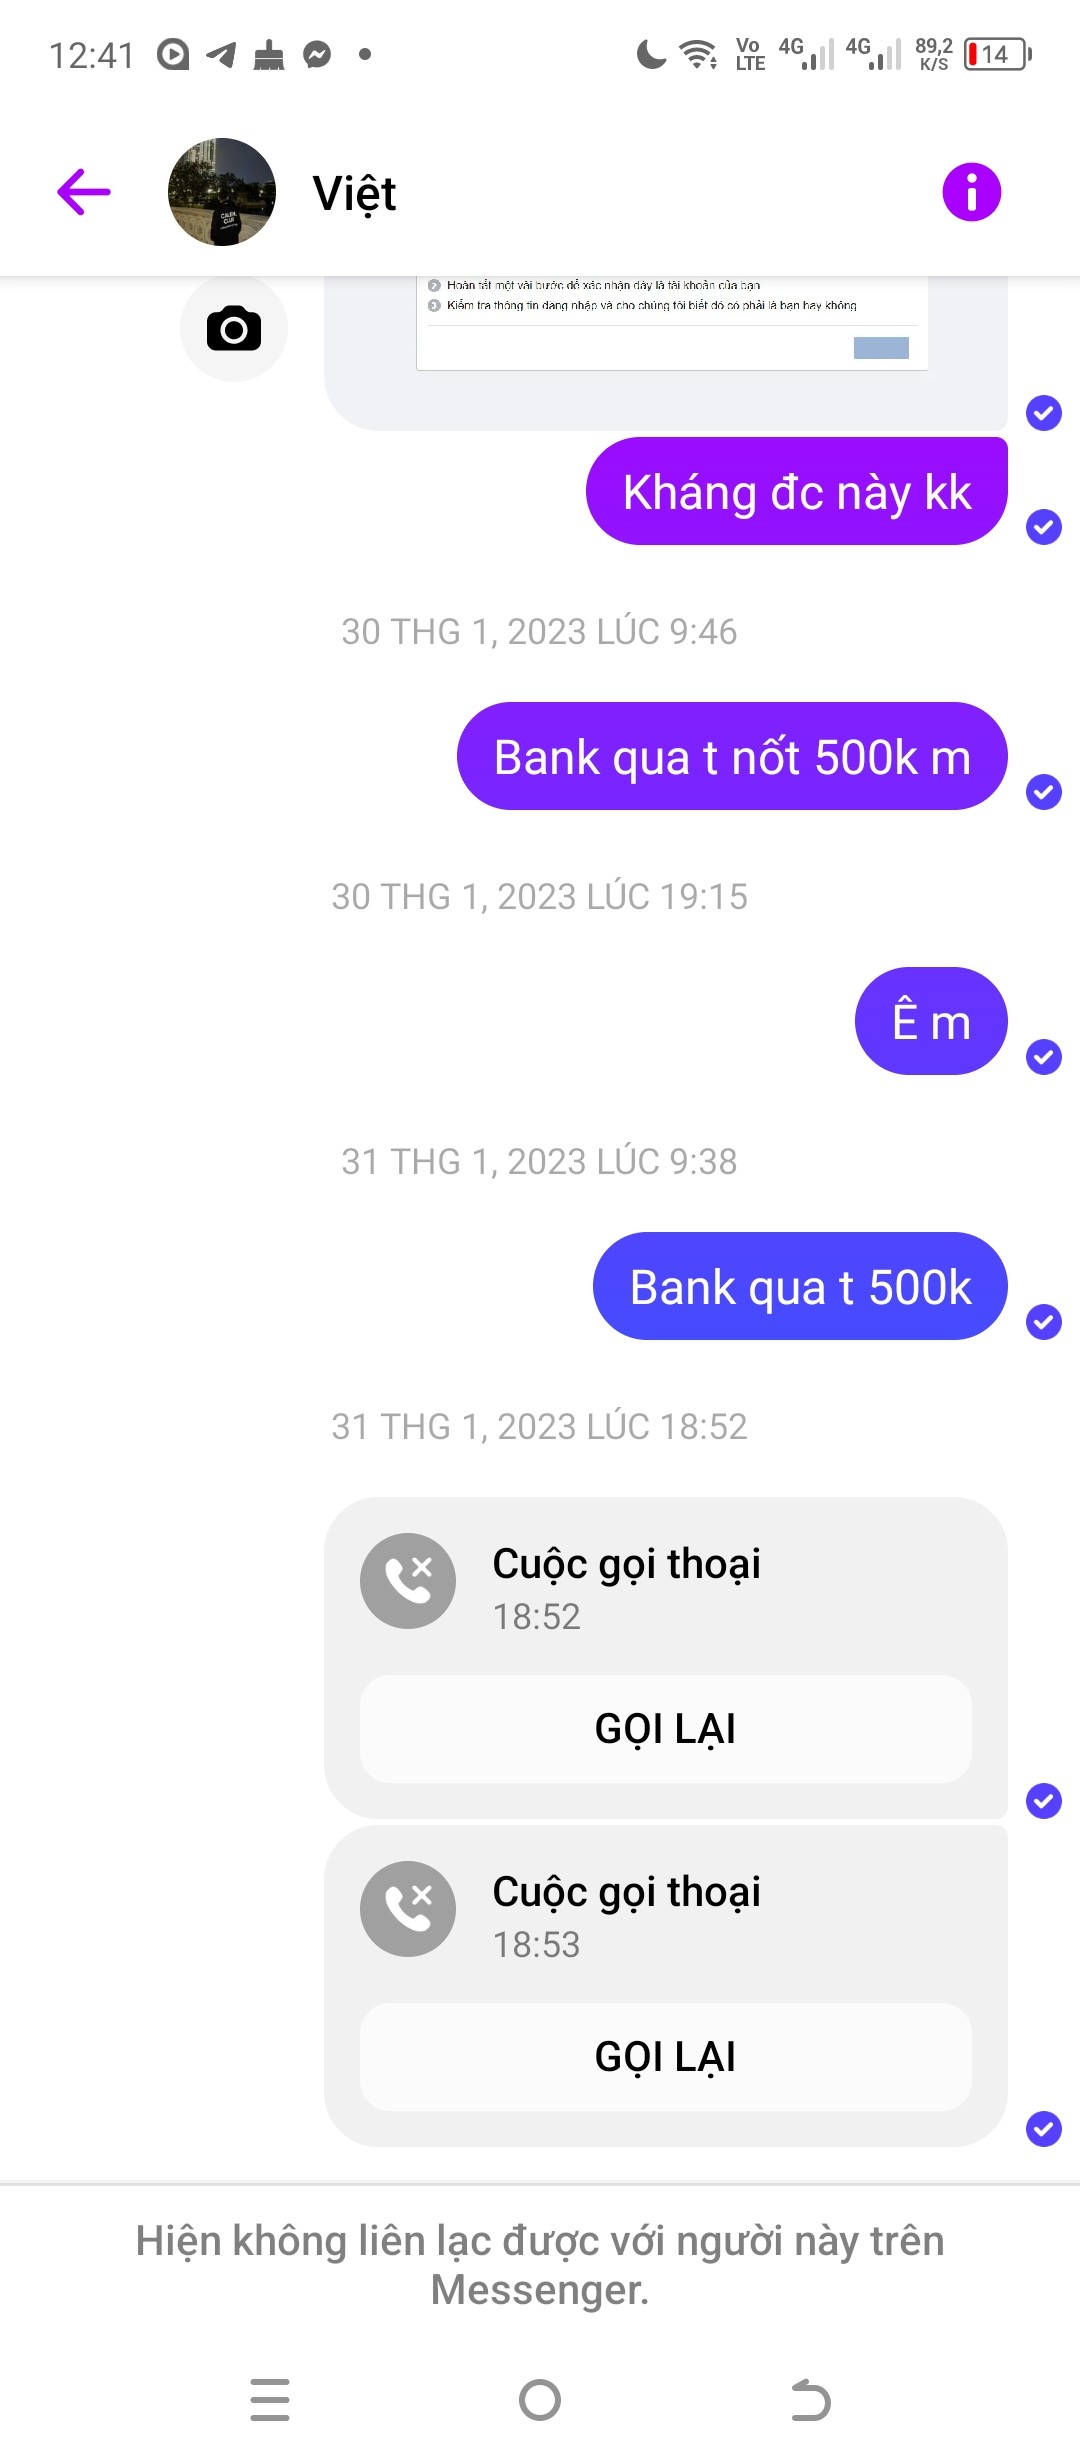 12:41
Vo LTE 4G 4G 89,2 K/S 14
Việt
Hoàn tất một vài bước để xác nhận đây là tài khoản của bạn
Kiểm tra thông tin đăng nhập và cho chúng tôi biết đó có phải là bạn hay không
Kháng đc này kk
30 THG 1, 2023 LÚC 9:46
Bank qua t nốt 500k m
30 THG 1, 2023 LÚC 19:15
Ê m
31 THG 1, 2023 LÚC 9:38
Bank qua t 500k
31 THG 1, 2023 LÚC 18:52
Cuộc gọi thoại
18:52
GỌI LẠI
Cuộc gọi thoại
18:53
GỌI LẠI
Hiện không liên lạc được với người này trên
Messenger.